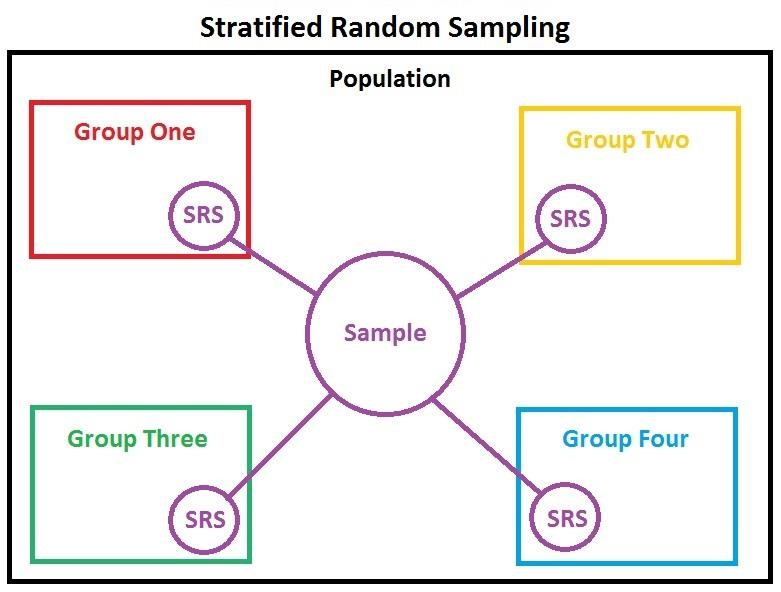 Stratified Random Sampling
Population
Group One
SRS
Group Two
SRS
Sample
Group Three
SRS
Group Four
SRS